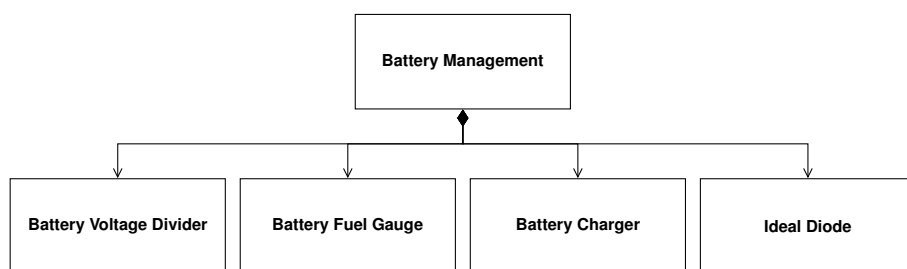 Battery Management
Battery Voltage Divider
Battery Fuel Gauge
Battery Charger
Ideal Diode